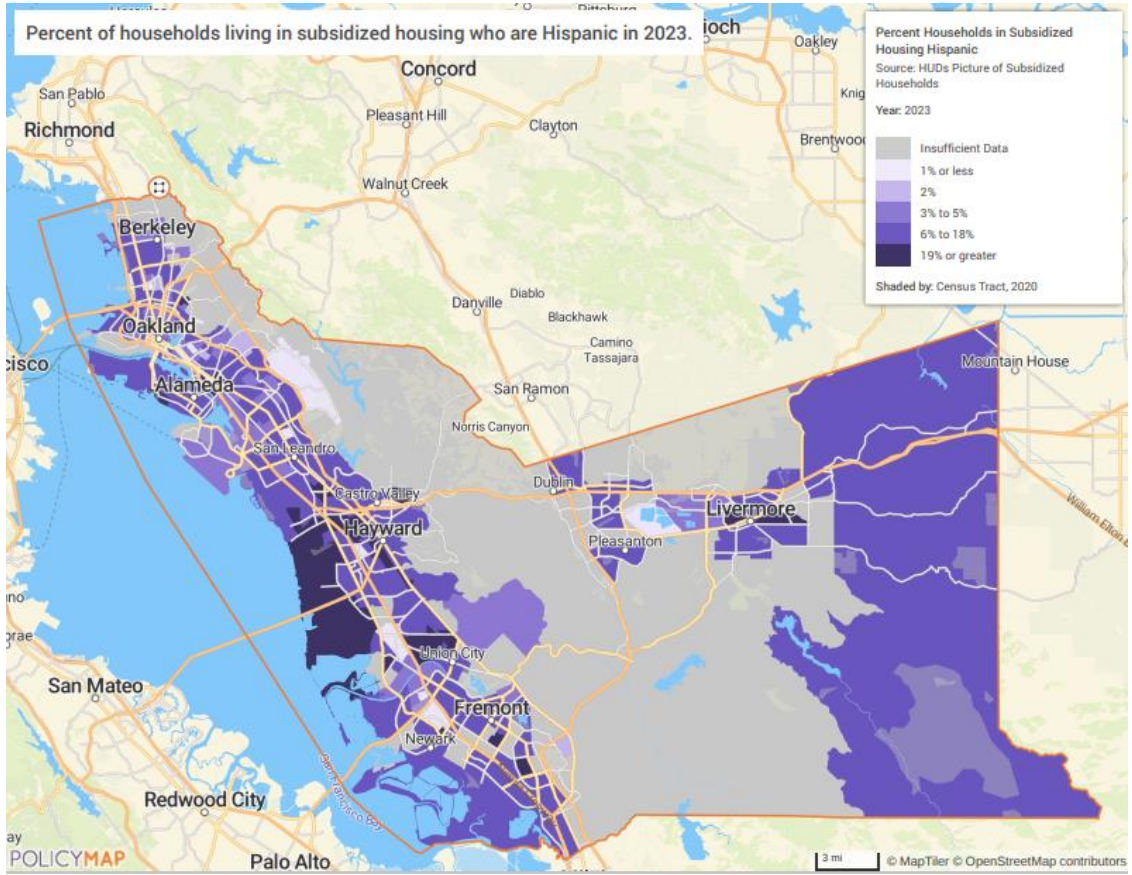 Percent of households living in subsidized housing who are Hispanic in 2023.
Percent Households in Subsidized
Housing Hispanic
Source: HUDs Picture of Subsidized
Households
Year: 2023
Insufficient Data
1% or less
2%
3% to 5%
6% to 18%
19% or greater
Shaded by: Census Tract, 2020
Oakley
Concord
San Pablo
Richmond
Pleasant Hill
Clayton
Walnut Creek
Berkeley
Danville
Diablo
Blackhawk
Oakland
Camino
Tassajara
Mountain House
Alameda
San Ramon
Norris Canyon
San Leandro
Dublin
Castro Valley
Livermore
Hayward
Pleasanton
Union City
San Mateo
Fremont
Newark
San Francisco Bay
Redwood City
Palo Alto
POLICYMAP
3 mi
© MapTiler © OpenStreetMap contributors